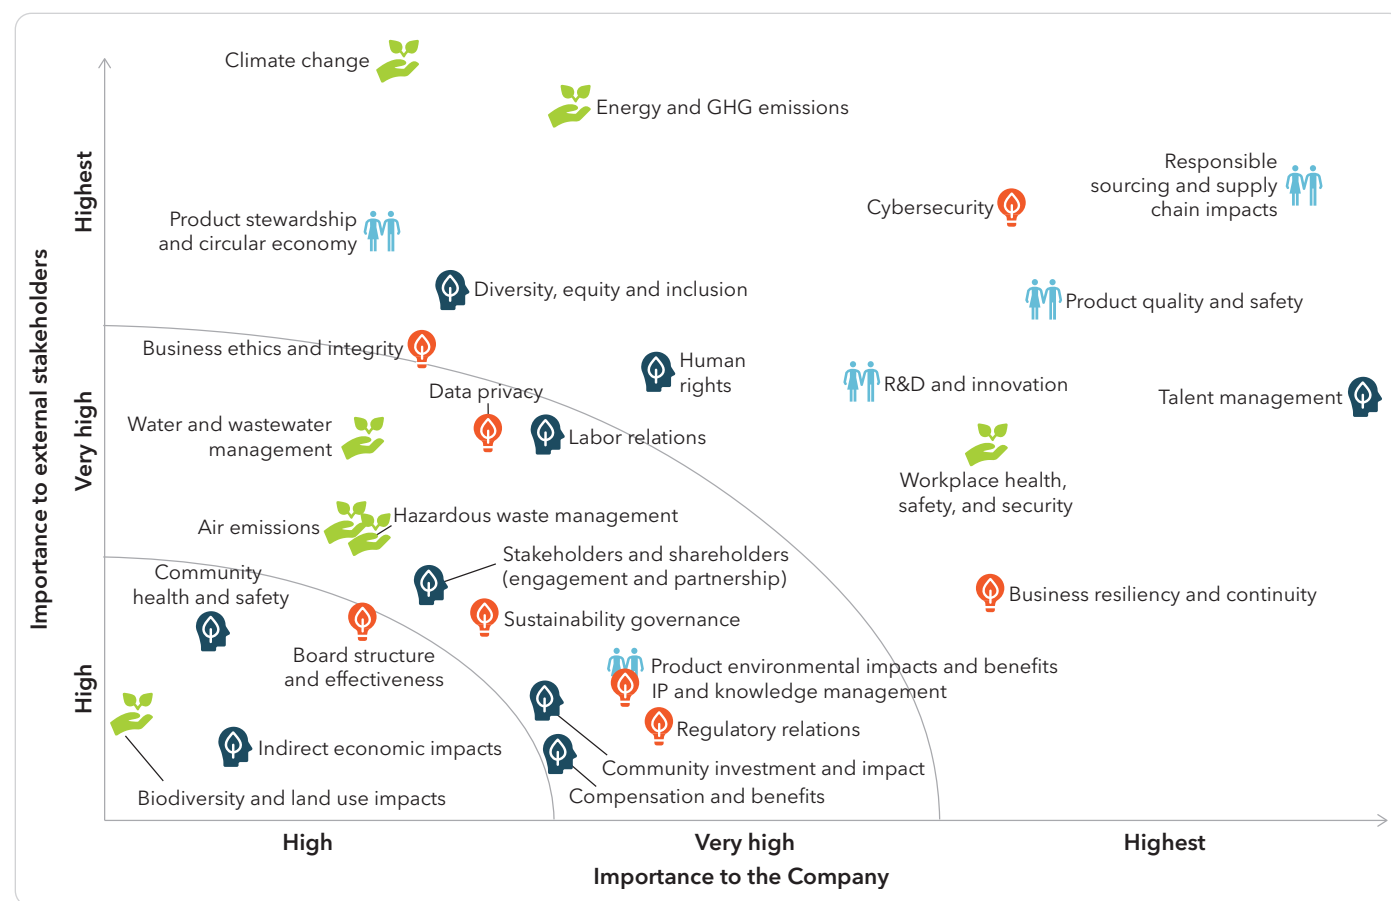 Climate change
Energy and GHG emissions
Responsible
sourcing and supply
chain impacts
Cybersecurity
Product stewardship
and circular economy
Diversity, equity and inclusion
Product quality and safety
Business ethics and integrity
Human
rights
Data privacy
R&D and innovation
Talent management
Water and wastewater
management
Labor relations
Workplace health,
safety, and security
Air emissions
Hazardous waste management
Stakeholders and shareholders
(engagement and partnership)
Community
health and safety
Business resiliency and continuity
Sustainability governance
Board structure
and effectiveness
Product environmental impacts and benefits
IP and knowledge management
Regulatory relations
Indirect economic impacts
Community investment and impact
Compensation and benefits
Biodiversity and land use impacts
Importance to external stakeholders
Highest
Very high
High
High
Very high
Highest
Importance to the Company